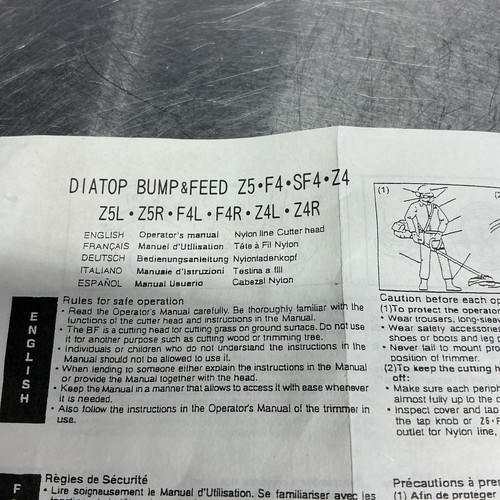 DIATOP BUMP&FEED Z5・F4・SF4・Z4
Z5L・Z5R・F4L・F4R・Z4L・Z4R
ENGLISH Operator's manual Nylon line Cutter head
FRANÇAIS Manuel d'Utilisation Tête à Fil Nylon
DEUTSCH Bedienungsanleitung Nylonfadenkopf
ITALIANO Manuale d'Istruzioni Testina a fili
ESPAÑOL Manual Usuario Cabezal Nylon
ENGLISH
Rules for safe operation
• Read the Operator's Manual carefully. Be thoroughly familiar with the
functions of the cutter head and instructions in the Manual.
• The BF is a cutting head for cutting grass on ground surface. Do not use
it for another purpose such as cutting wood or trimming tree.
• Individuals or children who do not understand the instructions in the
Manual should not be allowed to use it.
• When lending to someone either explain the instructions in the Manual
or provide the Manual together with the head.
• Keep the Manual in a manner that allows to access it with ease whenever
it is needed.
• Also follow the instructions in the Operator's Manual of the trimmer in
use.
F
Règles de Sécurité
• Lire soigneusement le Manuel d'Utilisation. Se familiariser avec les
(1)
Caution before each op
(1)To protect the operator
• Wear trousers, long-sleev
• Wear safety accessories
shoes or boots and leg p
• Never fail to mount pro
position of trimmer.
(2)To keep the cutting h
off:
• Make sure each periph
almost fully up to the
• Inspect cover and tap
the tap knob or Z5・F
outlet for Nylon line,
Précautions à pre
(1) Afin de proteger